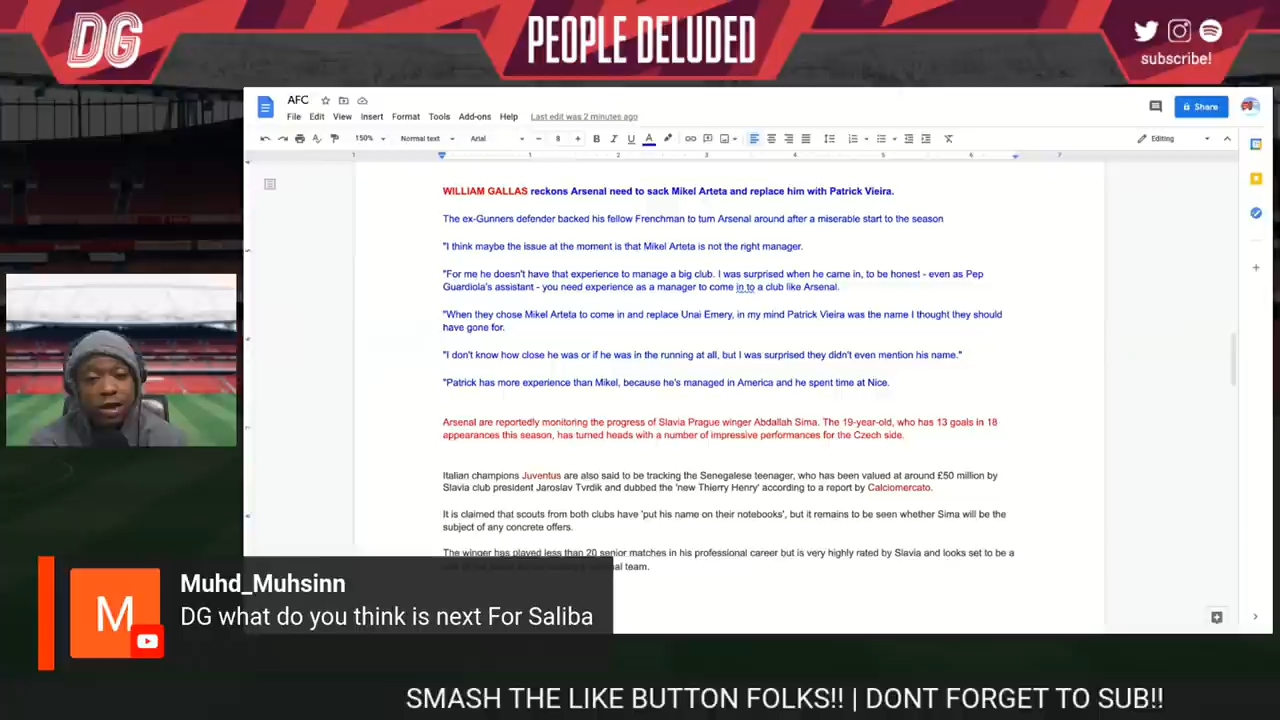 DG
PEOPLE DELUDED
subscribe!
AFC
Share
File Edit View Insert Format Tools Add-ons Help Last edit was 2 minutes ago
150% Normal text Arial 8 B I U A Editing
1 1 2 3 4 5 6 7
WILLIAM GALLAS reckons Arsenal need to sack Mikel Arteta and replace him with Patrick Vieira.
The ex-Gunners defender backed his fellow Frenchman to turn Arsenal around after a miserable start to the season
"I think maybe the issue at the moment is that Mikel Arteta is not the right manager.
"For me he doesn't have that experience to manage a big club. I was surprised when he came in, to be honest - even as Pep
Guardiola's assistant - you need experience as a manager to come in to a club like Arsenal.
"When they chose Mikel Arteta to come in and replace Unai Emery, in my mind Patrick Vieira was the name I thought they should
have gone for.
"I don't know how close he was or if he was in the running at all, but I was surprised they didn't even mention his name."
"Patrick has more experience than Mikel, because he's managed in America and he spent time at Nice.
Arsenal are reportedly monitoring the progress of Slavia Prague winger Abdallah Sima. The 19-year-old, who has 13 goals in 18
appearances this season, has turned heads with a number of impressive performances for the Czech side.
Italian champions Juventus are also said to be tracking the Senegalese teenager, who has been valued at around £50 million by
Slavia club president Jaroslav Tvrdik and dubbed the 'new Thierry Henry' according to a report by Calciomercato.
It is claimed that scouts from both clubs have 'put his name on their notebooks', but it remains to be seen whether Sima will be the
subject of any concrete offers.
The winger has played less than 20 senior matches in his professional career but is very highly rated by Slavia and looks set to be a
team.
M
Muhd_Muhsinn
DG what do you think is next For Saliba
SMASH THE LIKE BUTTON FOLKS!! | DONT FORGET TO SUB!!